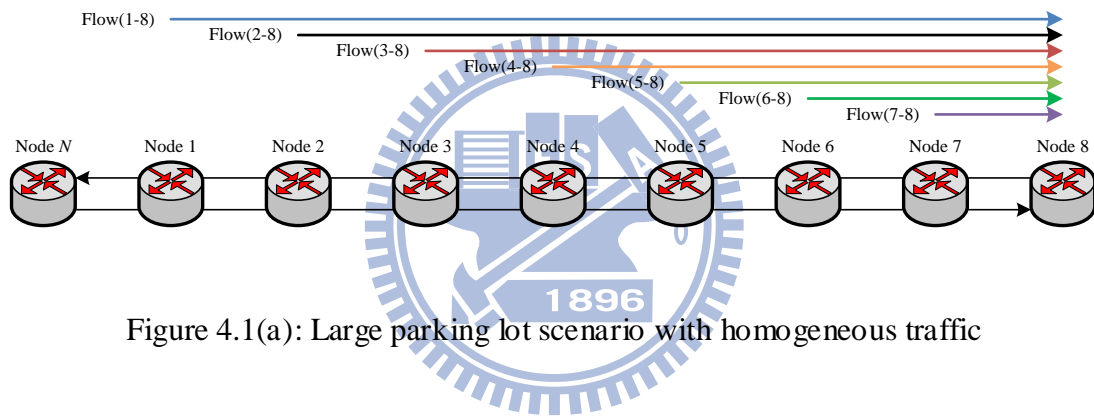 Flow(1-8)
Flow(2-8)
Flow(3-8)
Flow(4-8)
Flow(5-8)
Flow(6-8)
Flow(7-8)
Node N Node 1 Node 2 Node 3 Node 4 Node 5 Node 6 Node 7 Node 8
1896
Figure 4.1(a): Large parking lot scenario with homogeneous traffic